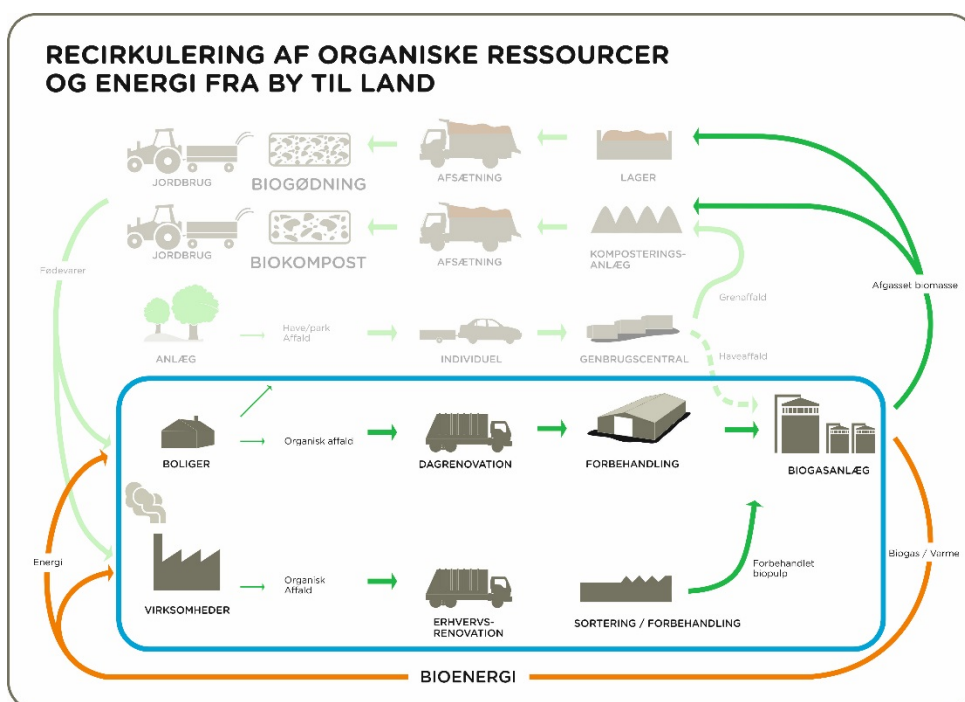 RECIRKULERING AF ORGANISKE RESSOURCER
OG ENERGI FRA BY TIL LAND
JORDBRUG
BIOGØDNING
AFSÆTNING
LAGER
JORDBRUG
BIOKOMPOST
AFSÆTNING
KOMPOSTERINGS-
ANLÆG
Fødevarer
Grenaffald
Afgasset biomasse
ANLÆG
Have/park
Affald
INDIVIDUEL
GENBRUGSCENTRAL
Haveaffald
BOLIGER
Organisk affald
DAGRENOVATION
FORBEHANDLING
BIOGASANLÆG
Energi
Biogas / Varme
VIRKSOMHEDER
Organisk
Affald
ERHVERVS-
RENOVATION
SORTERING / FORBEHANDLING
Forbehandlet
biopulp
BIOENERGI